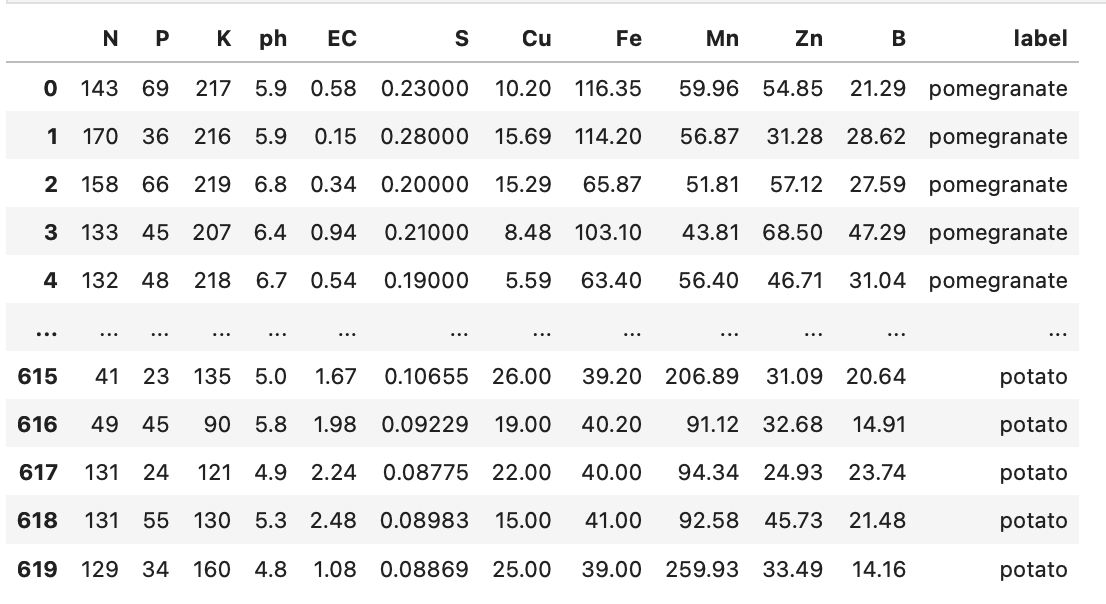 N P K ph EC S Cu Fe Mn Zn B label
0 143 69 217 5.9 0.58 0.23000 10.20 116.35 59.96 54.85 21.29 pomegranate
1 170 36 216 5.9 0.15 0.28000 15.69 114.20 56.87 31.28 28.62 pomegranate
2 158 66 219 6.8 0.34 0.20000 15.29 65.87 51.81 57.12 27.59 pomegranate
3 133 45 207 6.4 0.94 0.21000 8.48 103.10 43.81 68.50 47.29 pomegranate
4 132 48 218 6.7 0.54 0.19000 5.59 63.40 56.40 46.71 31.04 pomegranate
... ... ... ... ... ... ... ... ... ... ... ... ...
615 41 23 135 5.0 1.67 0.10655 26.00 39.20 206.89 31.09 20.64 potato
616 49 45 90 5.8 1.98 0.09229 19.00 40.20 91.12 32.68 14.91 potato
617 131 24 121 4.9 2.24 0.08775 22.00 40.00 94.34 24.93 23.74 potato
618 131 55 130 5.3 2.48 0.08983 15.00 41.00 92.58 45.73 21.48 potato
619 129 34 160 4.8 1.08 0.08869 25.00 39.00 259.93 33.49 14.16 potato